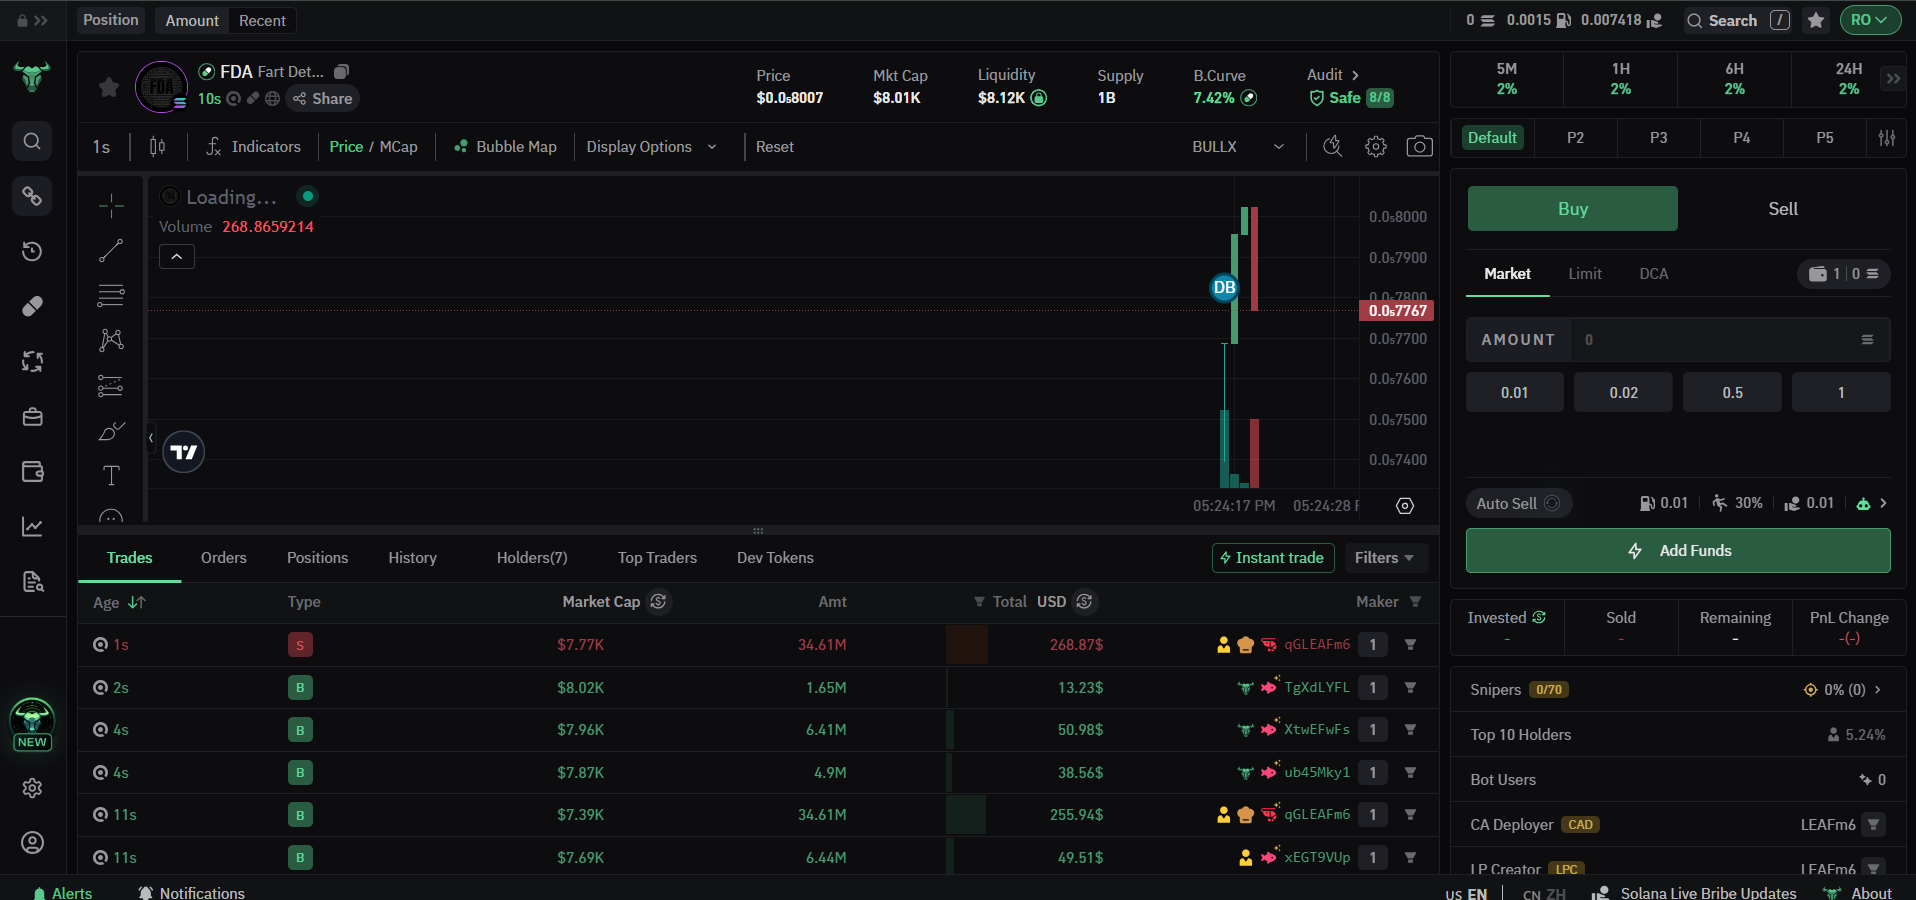 Position Amount Recent 0 0.0015 0.007418 Search / RO
FDA Fart Det...
10s Share
Price Mkt Cap Liquidity Supply B.Curve Audit
$0.0₅8007 $8.01K $8.12K 1B 7.42% Safe 8/8
5M 1H 6H 24H
2% 2% 2% 2%
1s Indicators Price / MCap Bubble Map Display Options Reset BULLX
Default P2 P3 P4 P5
Loading...
Volume 268.8659214
DB
0.0₅8000
0.0₅7900
0.0₅7800
0.0₅7767
0.0₅7700
0.0₅7600
0.0₅7500
0.0₅7400
05:24:17 PM 05:24:28 P
Buy Sell
Market Limit DCA 1 0
AMOUNT 0
0.01 0.02 0.5 1
Auto Sell 0.01 30% 0.01
Add Funds
Trades Orders Positions History Holders(7) Top Traders Dev Tokens Instant trade Filters
Age Type Market Cap Amt Total USD Maker
1s S $7.77K 34.61M 268.87$ qGLEAFm6 1
2s B $8.02K 1.65M 13.23$ TgXdLYFL 1
4s B $7.96K 6.41M 50.98$ XtwEFwFs 1
4s B $7.87K 4.9M 38.56$ ub45Mky1 1
11s B $7.39K 34.61M 255.94$ qGLEAFm6 1
11s B $7.69K 6.44M 49.51$ xEGT9VUp 1
Invested Sold Remaining PnL Change
- - - -(-)
Snipers 0/70 0% (0)
Top 10 Holders 5.24%
Bot Users 0
CA Deployer CAD LEAFm6
LP Creator LPC LEAFm6
NEW
Alerts Notifications US EN CN ZH Solana Live Bribe Updates About